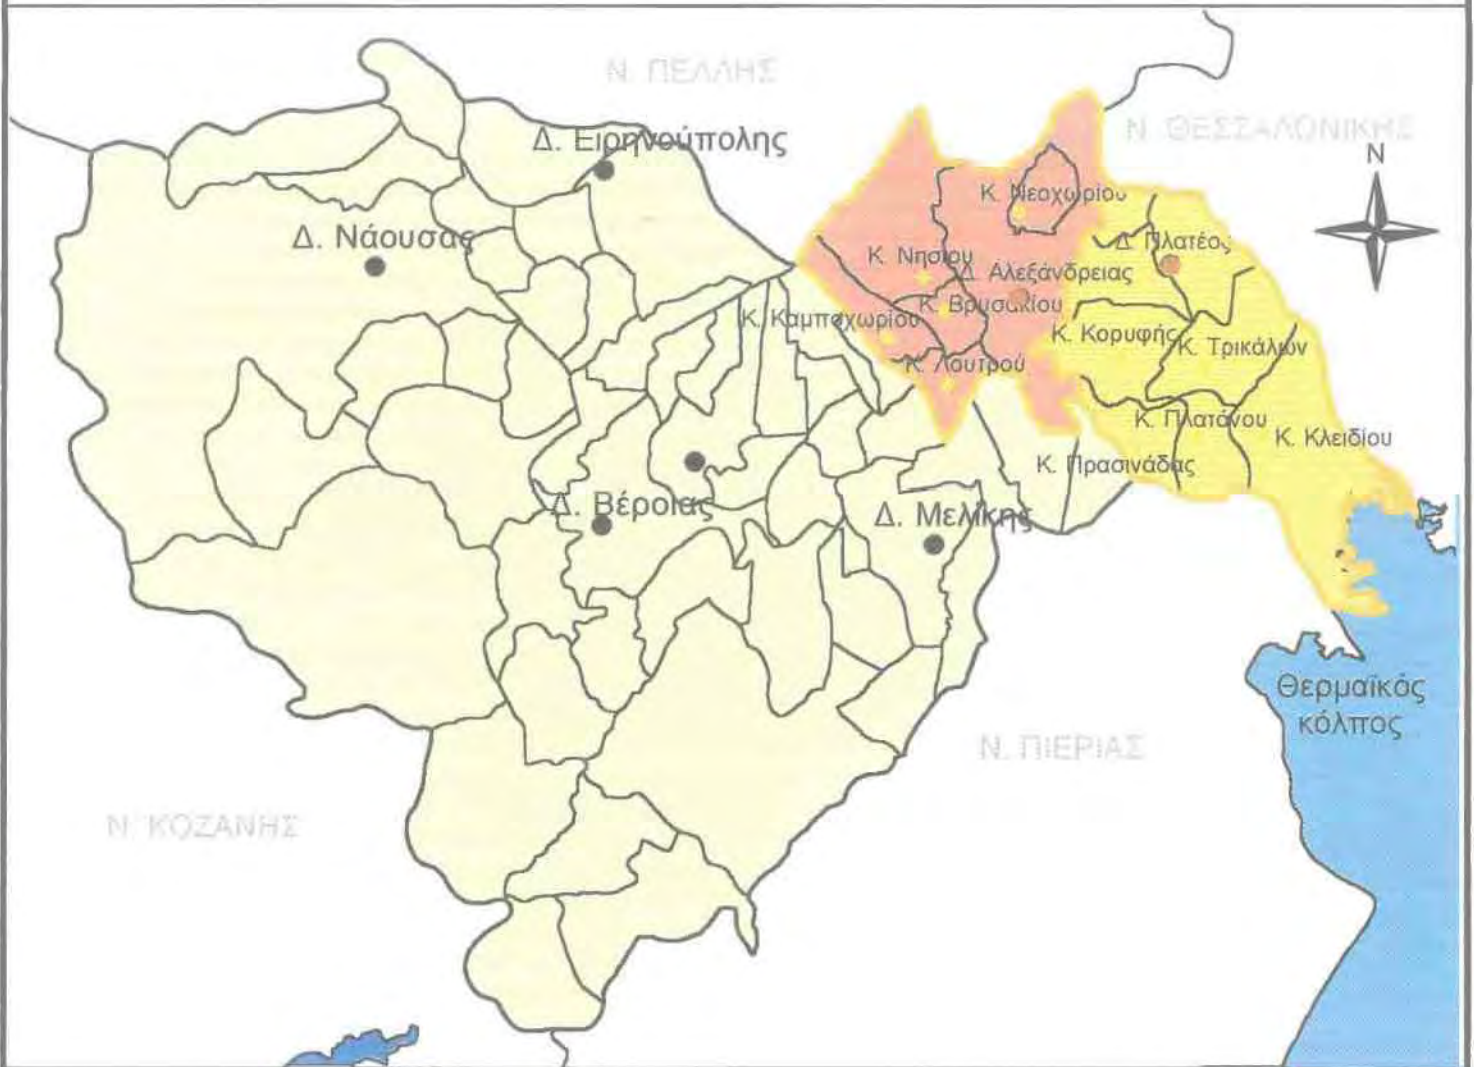 Ν. ΠΕΛΛΗΣ
Ν. ΘΕΣΣΑΛΟΝΙΚΗΣ
Δ. Ειρηνούπολης
N
Κ. Νεοχωρίου
Δ. Νάουσας
Δ. Πλατέος
Κ. Νησίου
Δ. Αλεξάνδρειας
Κ. Βρυσακίου
Κ. Καμποχωρίου
Κ. Κορυφής
Κ. Τρικάλων
Κ. Λουτρού
Κ. Πλατάνου
Κ. Κλειδίου
Κ. Πρασινάδας
Δ. Βέροιας
Δ. Μελίκης
Θερμαϊκός
κόλπος
Ν. ΠΙΕΡΙΑΣ
Ν. ΚΟΖΑΝΗΣ